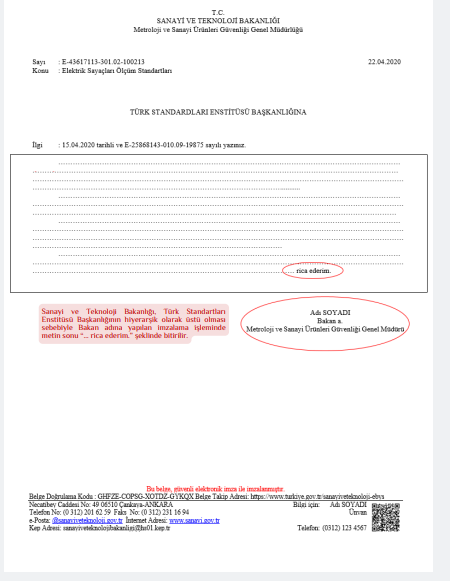 T.C.
SANAYİ VE TEKNOLOJİ BAKANLIĞI
Metroloji ve Sanayi Ürünleri Güvenliği Genel Müdürlüğü
Sayı : E-43617113-301.02-100213 22.04.2020
Konu : Elektrik Sayaçları Ölçüm Standartları
TÜRK STANDARDLARI ENSTİTÜSÜ BAŞKANLIĞINA
İlgi : 15.04.2020 tarihli ve E-25868143-010.09-19875 sayılı yazınız.
rica ederim.
Sanayi ve Teknoloji Bakanlığı, Türk Standartları
Enstitüsü Başkanlığının hiyerarşik olarak üstü olması
sebebiyle Bakan adına yapılan imzalama işleminde
metin sonu “... rica ederim.” şeklinde bitirilir.
Adı SOYADI
Bakan a.
Metroloji ve Sanayi Ürünleri Güvenliği Genel Müdürü
Bu belge, güvenli elektronik imza ile imzalanmıştır.
Belge Doğrulama Kodu : GHFZE-COPSG-XOTDZ-GYKQX Belge Takip Adresi: https://www.turkiye.gov.tr/sanayiveteknoloji-ebys
Necatibey Caddesi No: 49 06510 Çankaya-ANKARA Bilgi için: Adı SOYADI
Telefon No: (0 312) 201 62 59 Faks No: (0 312) 231 16 94 Ünvan
e-Posta: @sanayiveteknoloji.gov.tr İnternet Adresi: www.sanayi.gov.tr
Kep Adresi: sanayiveteknolojibakanligi@hs01.kep.tr Telefon: (0312) 123 4567